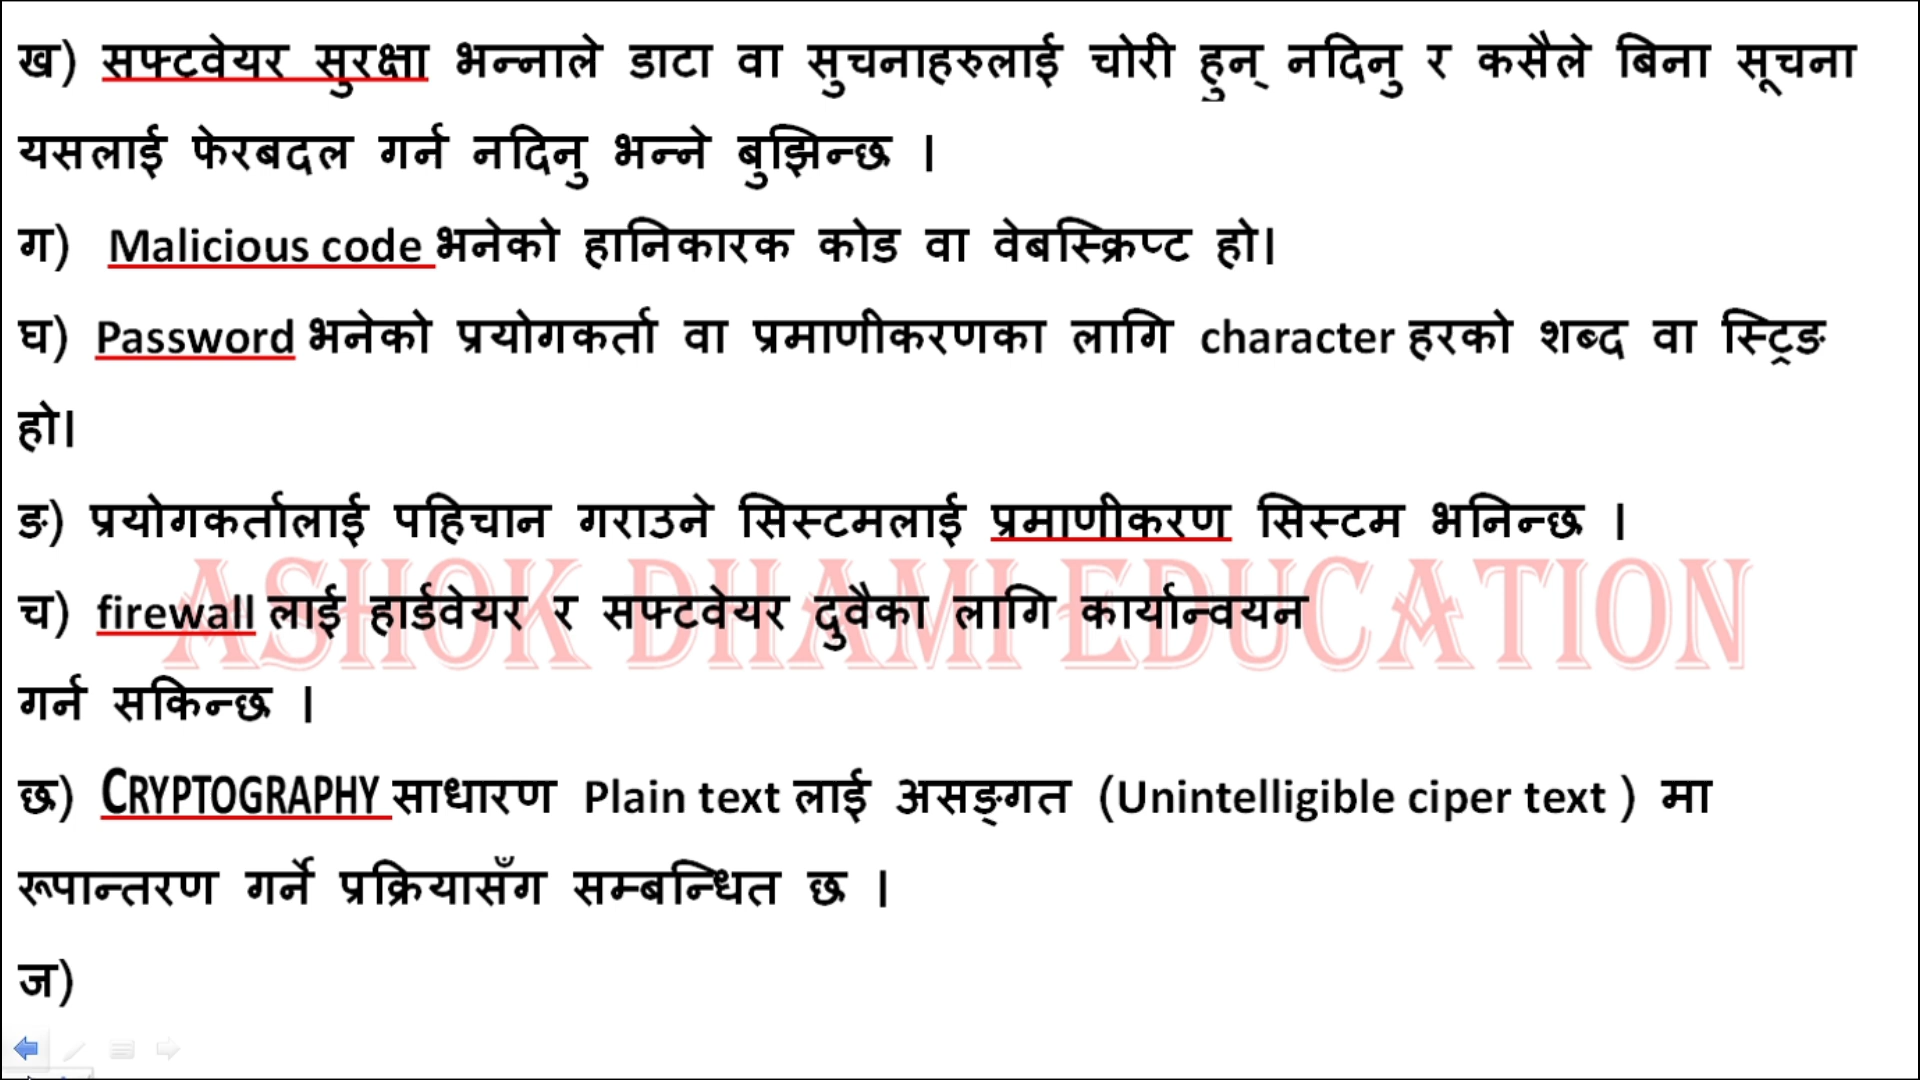 ख) सफ्टवेयर सुरक्षा भन्नाले डाटा वा सुचनाहरुलाई चोरी हुन् नदिनु र कसैले बिना सूचना
यसलाई फेरबदल गर्न नदिनु भन्ने बुझिन्छ ।
ग) Malicious code भनेको हानिकारक कोड वा वेबस्क्रिप्ट हो।
घ) Password भनेको प्रयोगकर्ता वा प्रमाणीकरणका लागि character हरको शब्द वा स्ट्रिङ
हो।
ङ) प्रयोगकर्तालाई पहिचान गराउने सिस्टमलाई प्रमाणीकरण सिस्टम भनिन्छ ।
ASHOK DHAMI EDUCATION
च) firewall लाई हार्डवेयर र सफ्टवेयर दुवैका लागि कार्यान्वयन
गर्न सकिन्छ ।
छ) CRYPTOGRAPHY साधारण Plain text लाई असङ्गत (Unintelligible ciper text ) मा
रूपान्तरण गर्ने प्रक्रियासँग सम्बन्धित छ ।
ज)